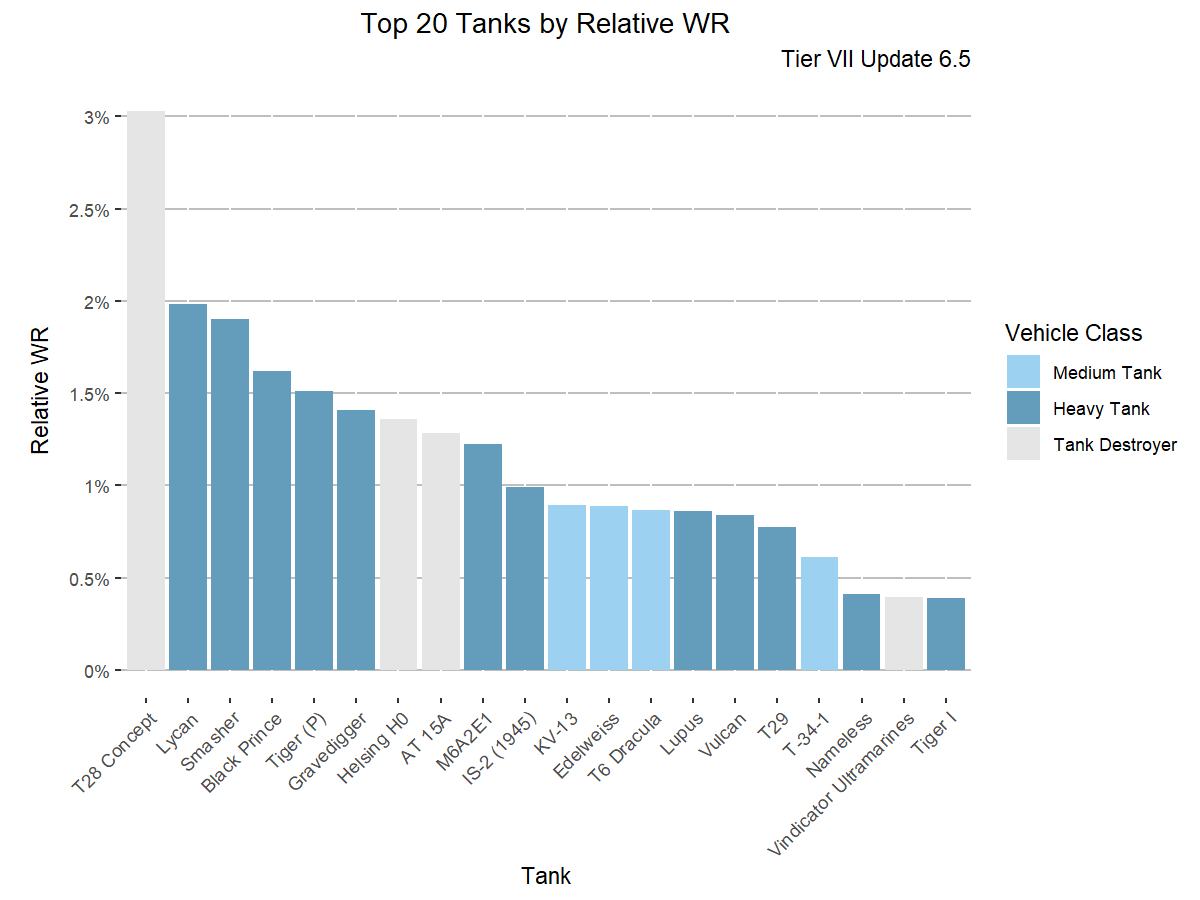 Top 20 Tanks by Relative WR
Tier VII Update 6.5
Relative WR
3%
2.5%
2%
1.5%
1%
0.5%
0%
T28 Concept
Lycan
Smasher
Black Prince
Tiger (P)
Gravedigger
Helsing H0
AT 15A
M6A2E1
IS-2 (1945)
KV-13
Edelweiss
T6 Dracula
Lupus
Vulcan
T29
T-34-1
Nameless
Vindicator Ultramarines
Tiger I
Tank
Vehicle Class
Medium Tank
Heavy Tank
Tank Destroyer